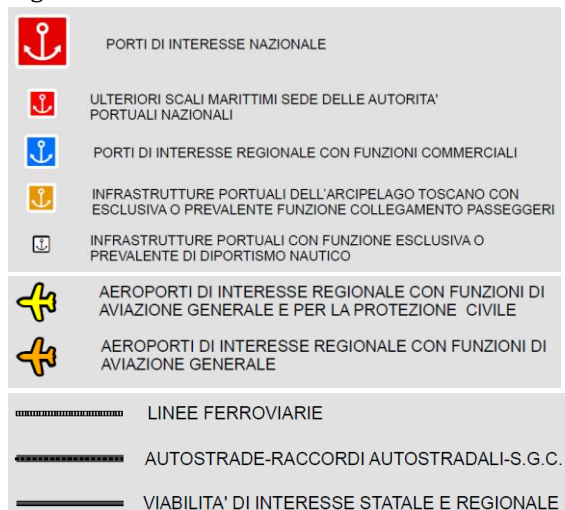 PORTI DI INTERESSE NAZIONALE
ULTERIORI SCALI MARITTIMI SEDE DELLE AUTORITA'
PORTUALI NAZIONALI
PORTI DI INTERESSE REGIONALE CON FUNZIONI COMMERCIALI
INFRASTRUTTURE PORTUALI DELL'ARCIPELAGO TOSCANO CON
ESCLUSIVA O PREVALENTE FUNZIONE COLLEGAMENTO PASSEGGERI
INFRASTRUTTURE PORTUALI CON FUNZIONE ESCLUSIVA O
PREVALENTE DI DIPORTISMO NAUTICO
AEROPORTI DI INTERESSE REGIONALE CON FUNZIONI DI
AVIAZIONE GENERALE E PER LA PROTEZIONE CIVILE
AEROPORTI DI INTERESSE REGIONALE CON FUNZIONI DI
AVIAZIONE GENERALE
LINEE FERROVIARIE
AUTOSTRADE-RACCORDI AUTOSTRADALI-S.G.C.
VIABILITA' DI INTERESSE STATALE E REGIONALE